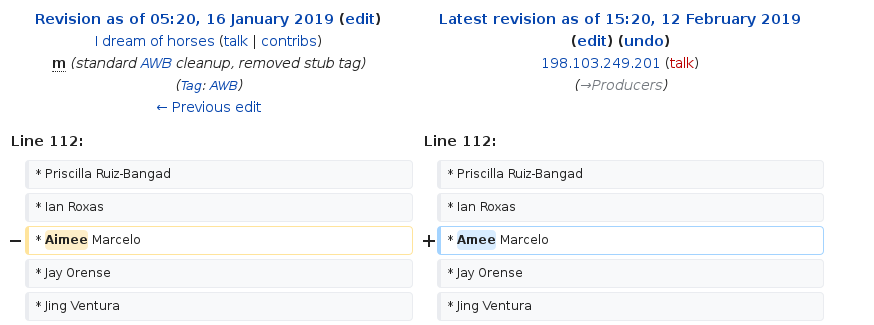 Revision as of 05:20, 16 January 2019 (edit)
I dream of horses (talk | contribs)
m (standard AWB cleanup, removed stub tag)
(Tag: AWB)
← Previous edit
Latest revision as of 15:20, 12 February 2019
(edit) (undo)
198.103.249.201 (talk)
(→Producers)
Line 112:
Line 112:
* Priscilla Ruiz-Bangad
* Priscilla Ruiz-Bangad
* Ian Roxas
* Ian Roxas
− * Aimee Marcelo
+ * Amee Marcelo
* Jay Orense
* Jay Orense
* Jing Ventura
* Jing Ventura